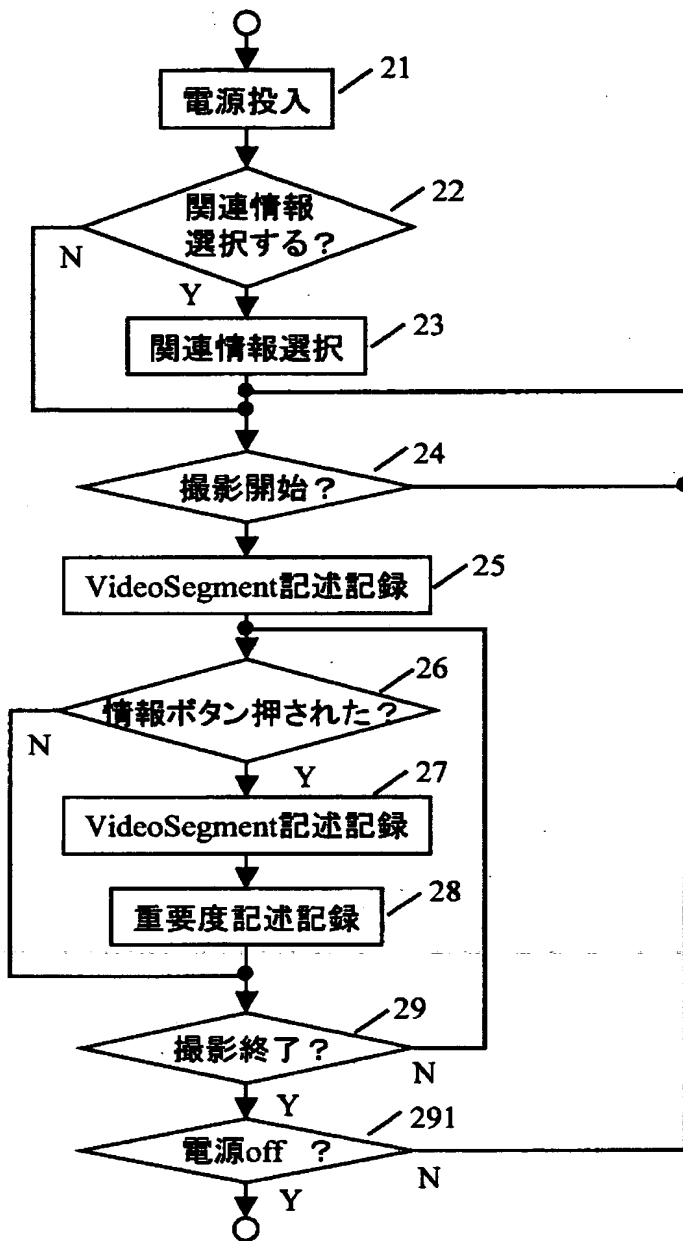 21
電源投入
22
関連情報
選択する？
N
Y
23
関連情報選択
24
撮影開始？
25
VideoSegment記述記録
26
情報ボタン押された？
N
Y
27
VideoSegment記述記録
28
重要度記述記録
29
撮影終了？
N
Y
291
電源off ？
N
Y